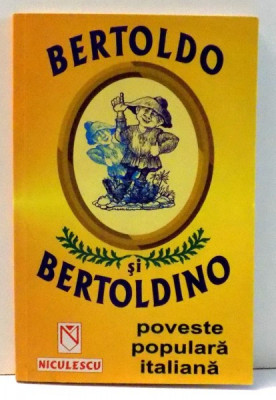 BERTOLDO
și
BERTOLDINO
poveste
populară
italiană
NICULESCU